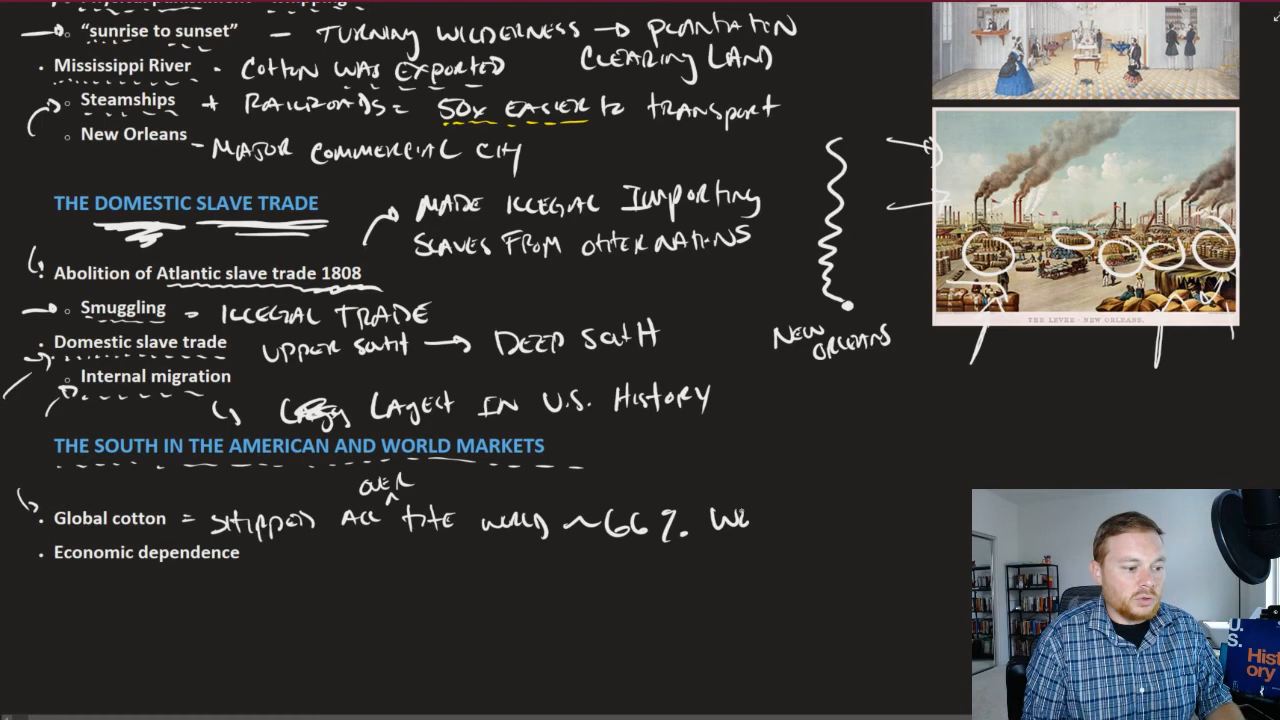 "sunrise to sunset" - TURNING WILDERNESS → PLANTATIN
CLEARING LAND
Mississippi River - COTTON WAS EXPORTED
Steamships + RAILROADS = 50x EASIER to TRANSPORT
New Orleans - MAJOR COMMERCIAL CITY
THE DOMESTIC SLAVE TRADE
→ MADE ILLEGAL IMPORTING
SLAVES FROM OTHER NATIONS
Abolition of Atlantic slave trade 1808
Smuggling = ILLEGAL TRADE
Domestic slave trade UPPER SOUTH → DEEP SOUTH
Internal migration
LARGEST IN U.S. HISTORY
THE SOUTH IN THE AMERICAN AND WORLD MARKETS
OVER
Global cotton = SHIPPED ALL THE WORLD ~66%. WO
Economic dependence
THE LEVEE - NEW ORLEANS.
NEW
ORLEANS
U.
S.
Hist
ory